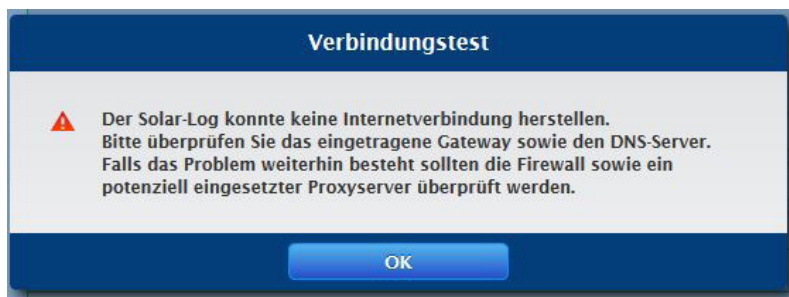 Verbindungstest
Der Solar-Log konnte keine Internetverbindung herstellen.
Bitte überprüfen Sie das eingetragene Gateway sowie den DNS-Server.
Falls das Problem weiterhin besteht sollten die Firewall sowie ein
potenziell eingesetzter Proxyserver überprüft werden.
OK